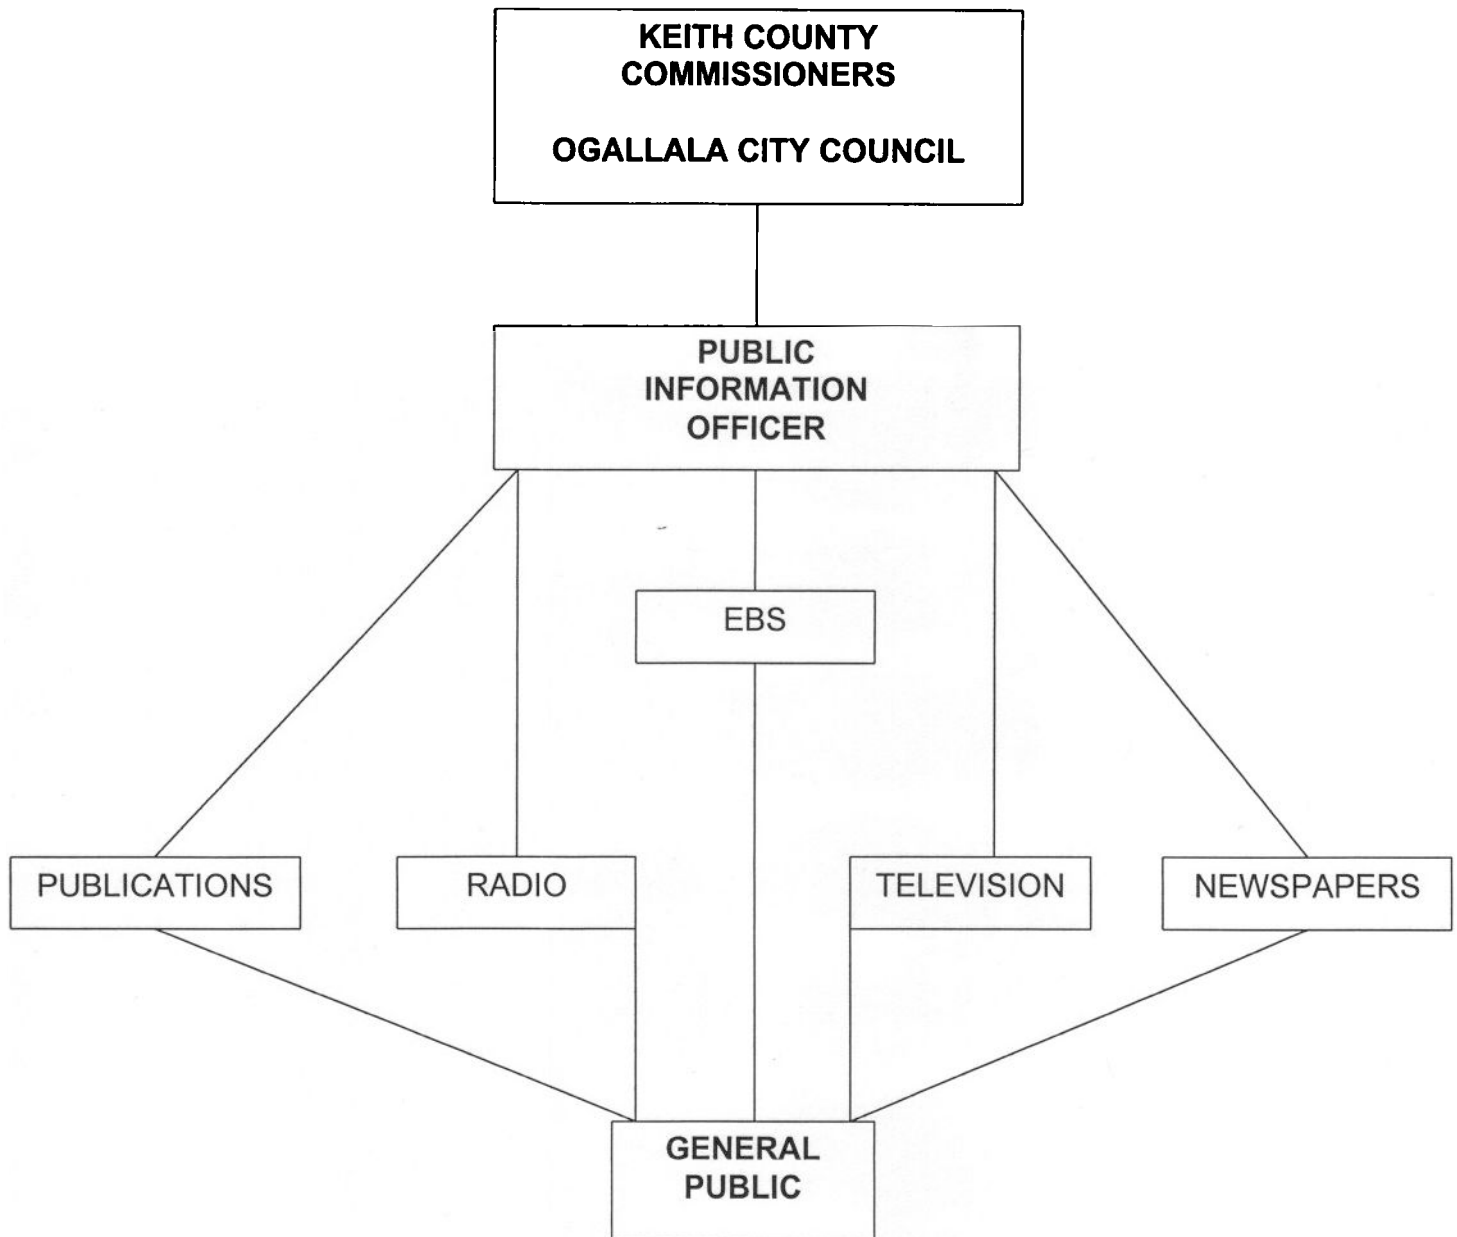 KEITH COUNTY
COMMISSIONERS
OGALLALA CITY COUNCIL
PUBLIC
INFORMATION
OFFICER
EBS
PUBLICATIONS
RADIO
TELEVISION
NEWSPAPERS
GENERAL
PUBLIC